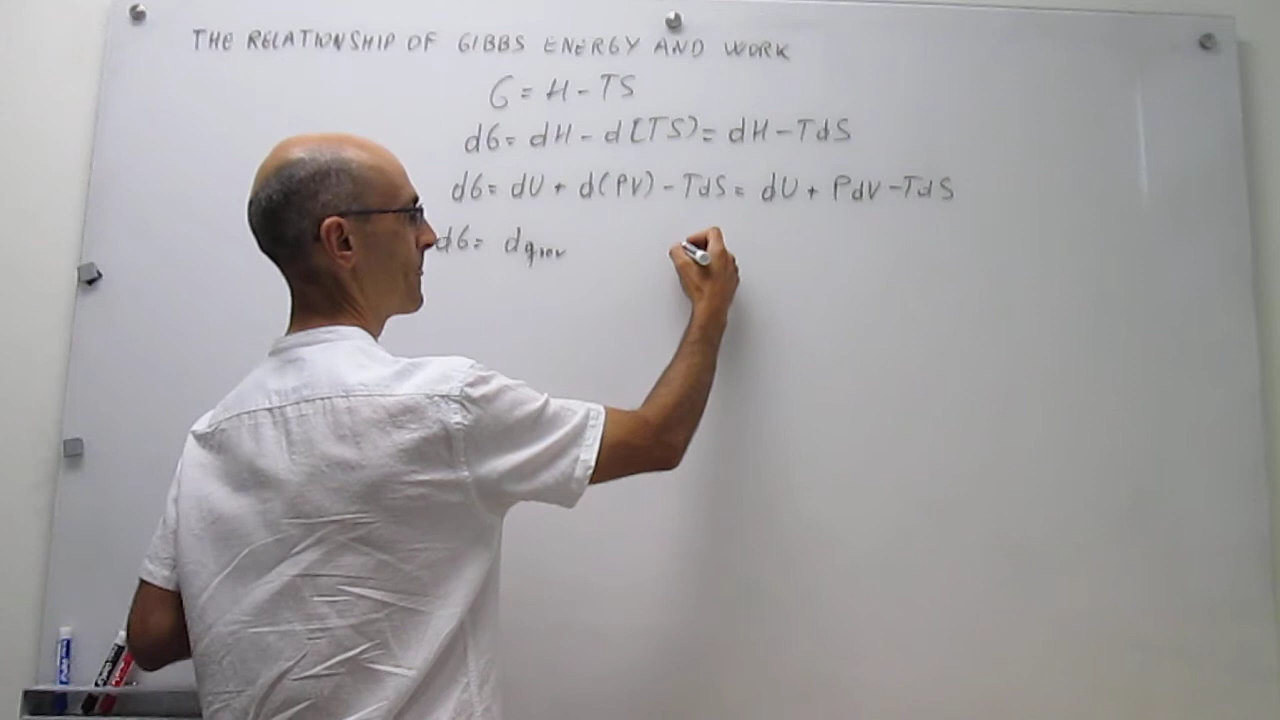 THE RELATIONSHIP OF GIBBS ENERGY AND WORK
G = H - TS
dG = dH - d(TS) = dH - TdS
dG = dU + d(PV) - TdS = dU + PdV - TdS
dG = dqrev